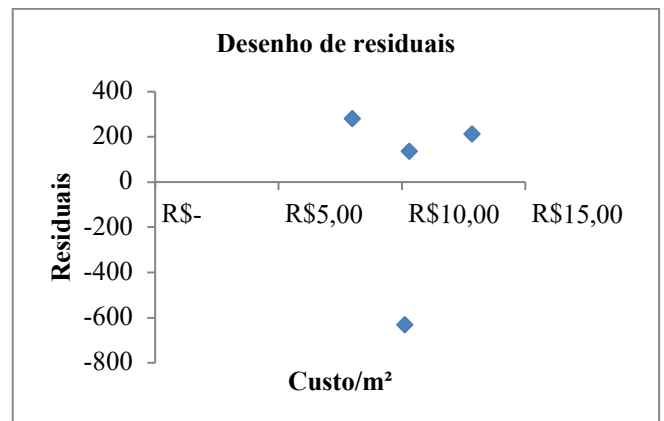 Desenho de residuais
400
200
0
-200
-400
-600
-800
Residuais
R$-
R$5,00
R$10,00
R$15,00
Custo/m²